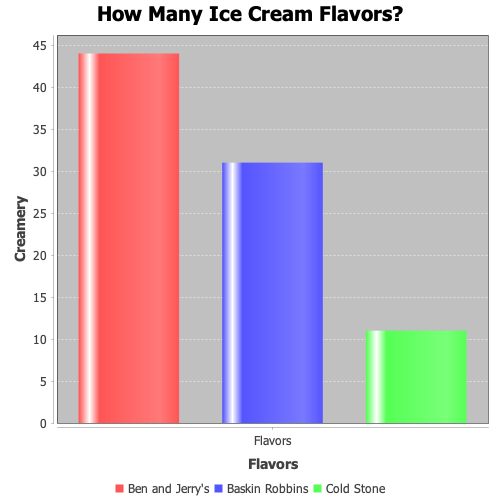 How Many Ice Cream Flavors?
Creamery
45
40
35
30
25
20
15
10
5
0
Flavors
Flavors
Ben and Jerry's Baskin Robbins Cold Stone